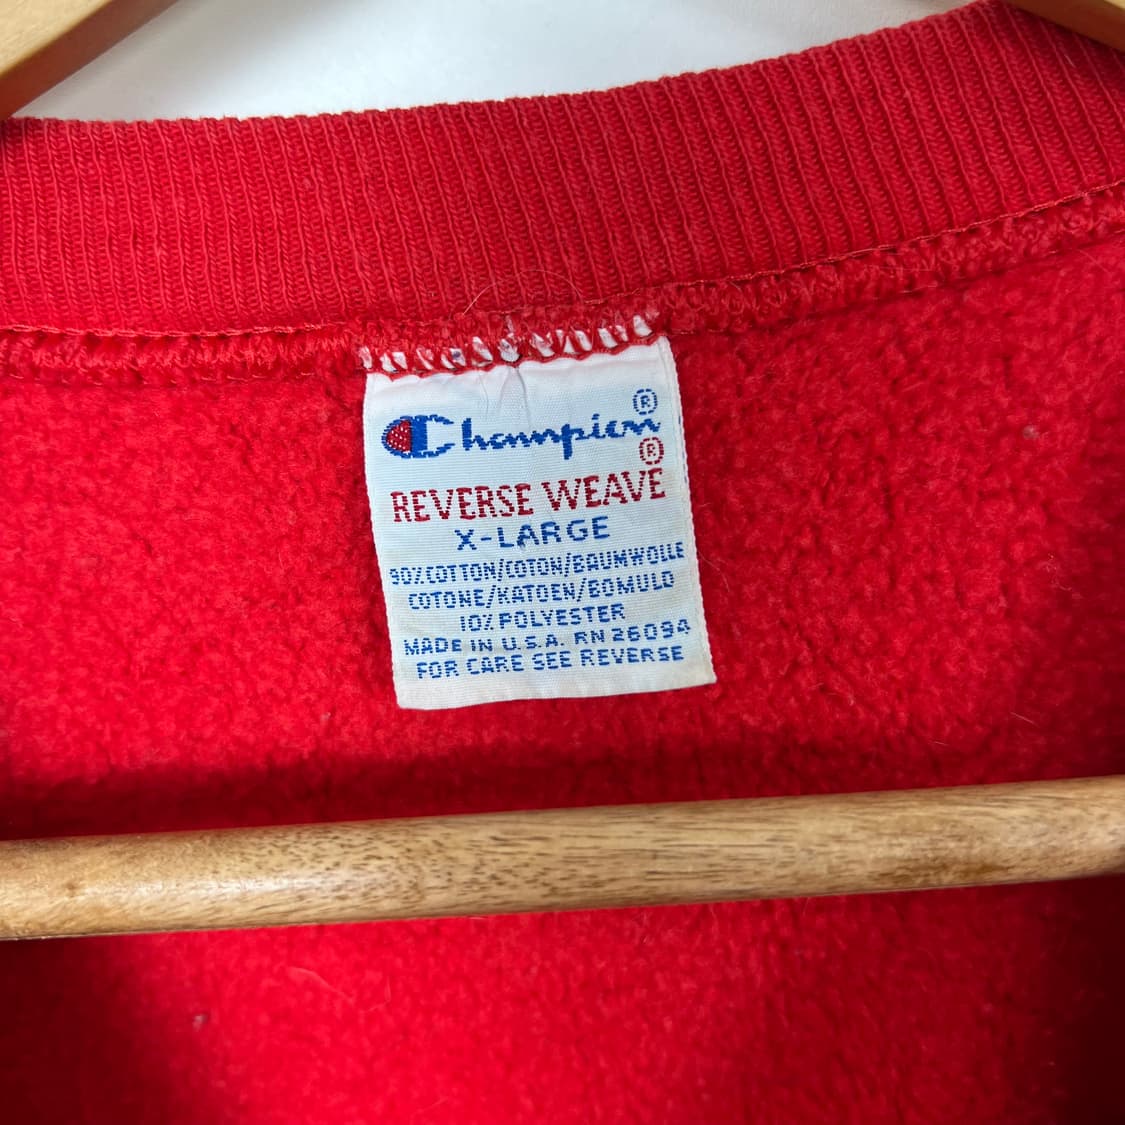 Champion®
REVERSE WEAVE®
X-LARGE
90% COTTON/COTON/BAUMWOLLE
COTONE/KATOEN/BOMULD
10% POLYESTER
MADE IN U.S.A. RN 26094
FOR CARE SEE REVERSE